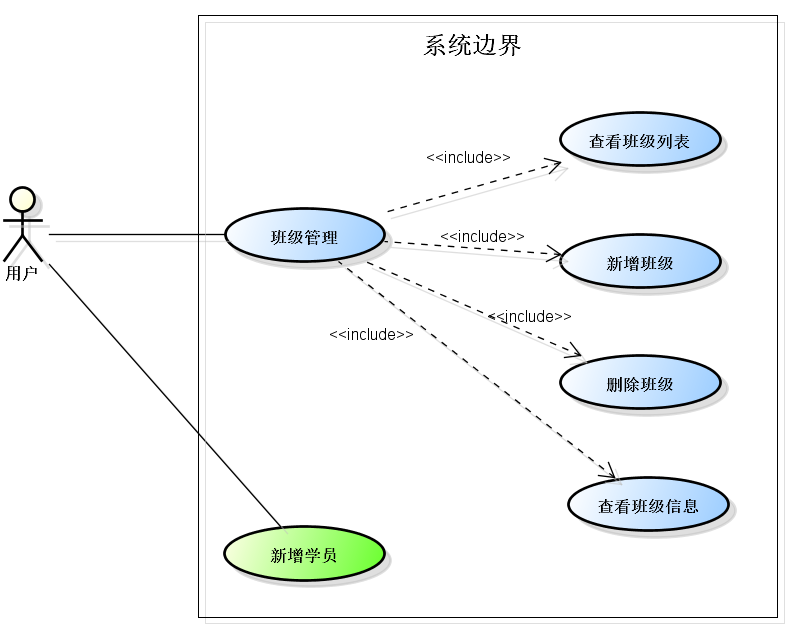 系统边界
查看班级列表
<<include>>
班级管理
<<include>>
新增班级
用户
<<include>>
<<include>>
删除班级
查看班级信息
新增学员